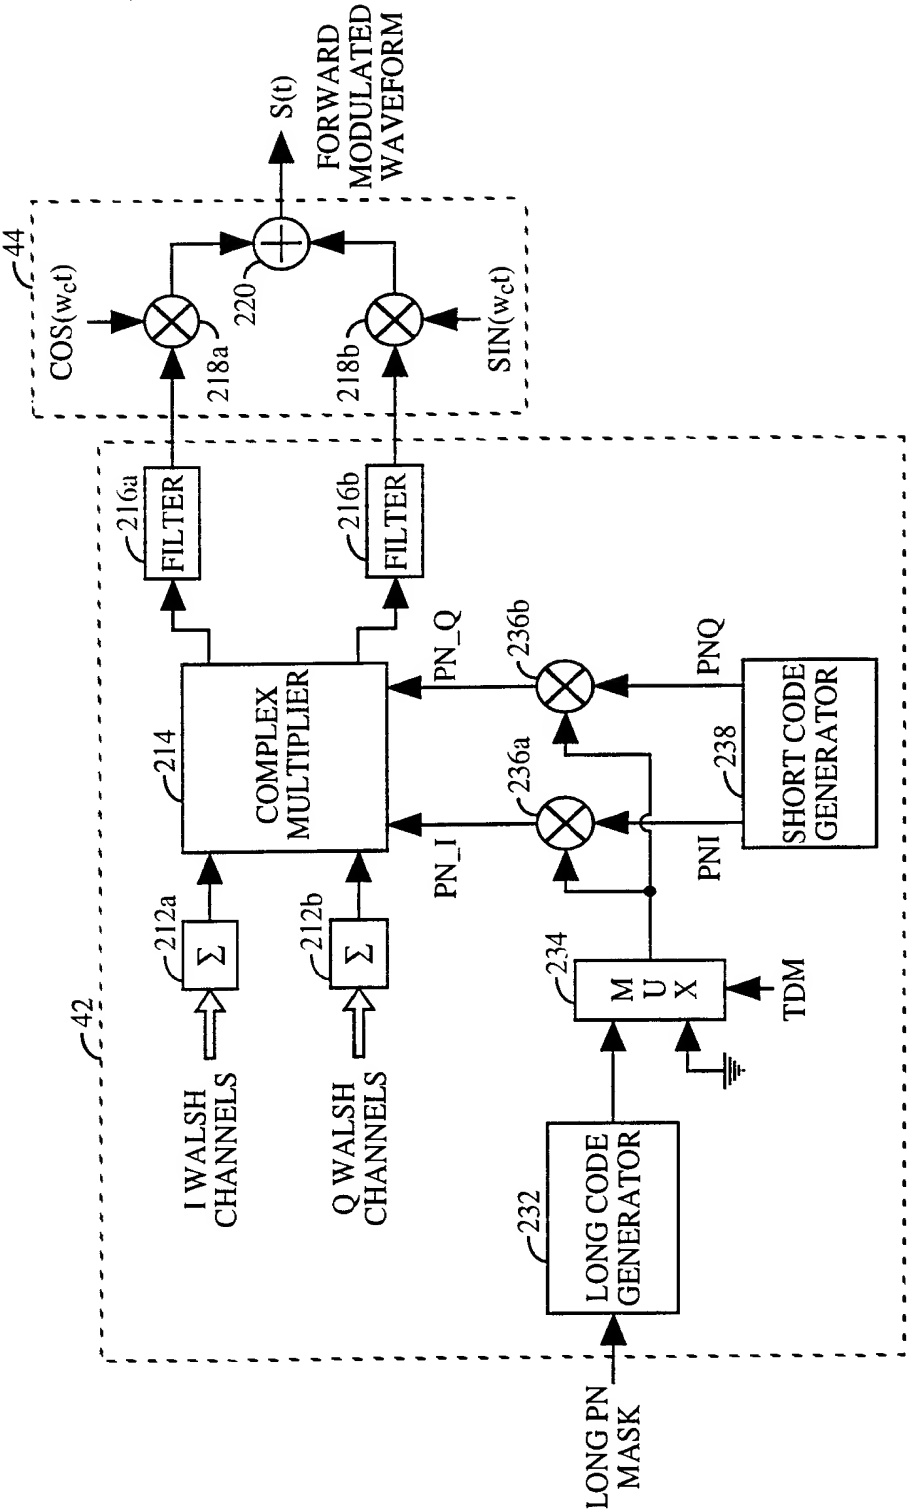 42
I WALSH
CHANNELS
212a
Σ
Q WALSH
CHANNELS
212b
Σ
214
COMPLEX
MULTIPLIER
216a
FILTER
216b
FILTER
44
COS(wct)
218a
218b
SIN(wct)
220
S(t)
FORWARD
MODULATED
WAVEFORM
PN_I
PN_Q
236a
236b
LONG PN
MASK
232
LONG CODE
GENERATOR
234
M
U
X
TDM
PNI
PNQ
238
SHORT CODE
GENERATOR